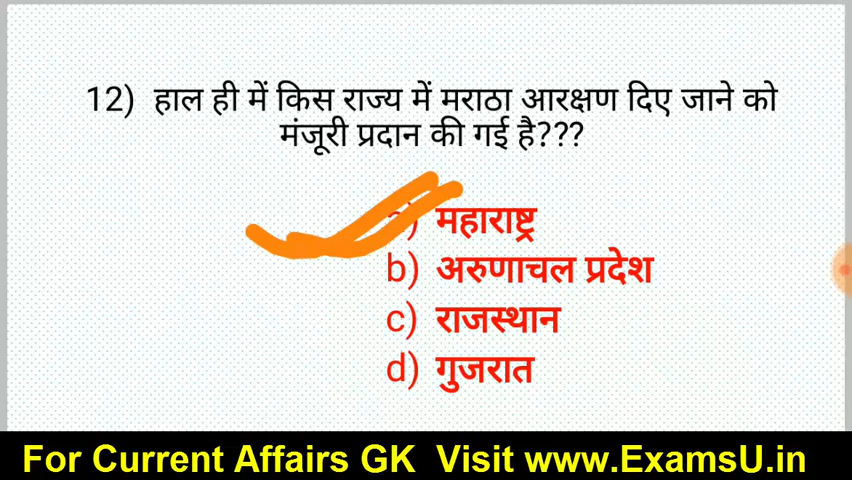 12) हाल ही में किस राज्य में मराठा आरक्षण दिए जाने को
मंजूरी प्रदान की गई है???
महाराष्ट्र
b) अरुणाचल प्रदेश
c) राजस्थान
d) गुजरात
For Current Affairs GK Visit www.ExamsU.in